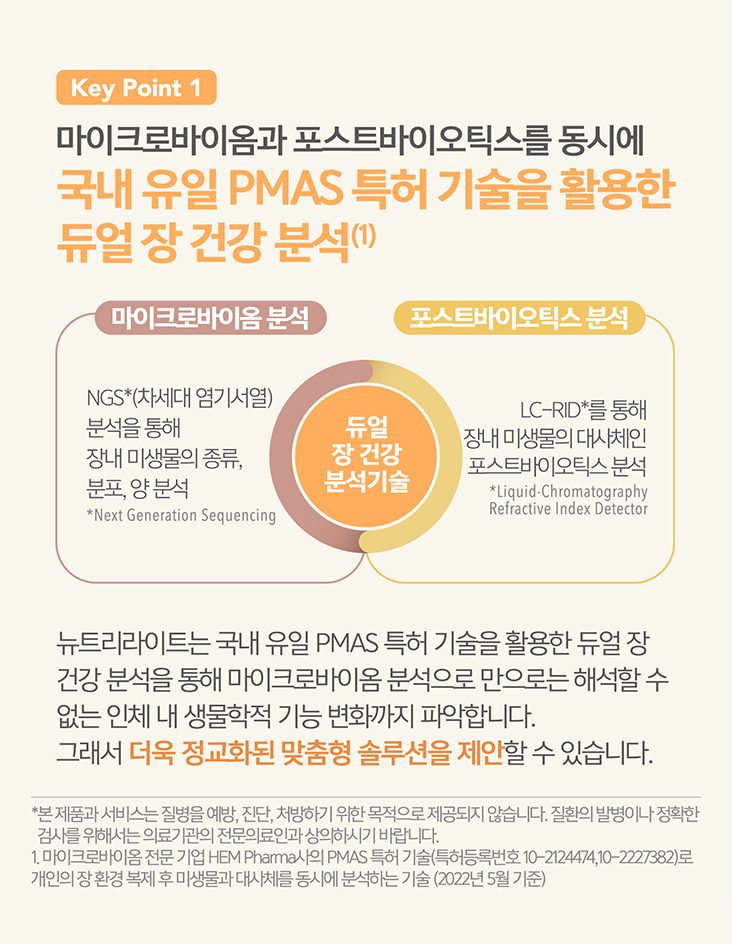 Key Point 1
마이크로바이옴과 포스트바이오틱스를 동시에
국내 유일 PMAS 특허 기술을 활용한
듀얼 장 건강 분석(1)
마이크로바이옴 분석
NGS*(차세대 염기서열)
분석을 통해
장내 미생물의 종류,
분포, 양 분석
*Next Generation Sequencing
듀얼
장 건강
분석기술
포스트바이오틱스 분석
LC-RID*를 통해
장내 미생물의 대사체인
포스트바이오틱스 분석
*Liquid-Chromatography
Refractive Index Detector
뉴트리라이트는 국내 유일 PMAS 특허 기술을 활용한 듀얼 장
건강 분석을 통해 마이크로바이옴 분석으로 만으로는 해석할 수
없는 인체 내 생물학적 기능 변화까지 파악합니다.
그래서 더욱 정교화된 맞춤형 솔루션을 제안할 수 있습니다.
*본 제품과 서비스는 질병을 예방, 진단, 처방하기 위한 목적으로 제공되지 않습니다. 질환의 발병이나 정확한
검사를 위해서는 의료기관의 전문의료인과 상의하시기 바랍니다.
1. 마이크로바이옴 전문 기업 HEM Pharma사의 PMAS 특허 기술(특허등록번호 10-2124474,10-2227382)로
개인의 장 환경 복제 후 미생물과 대사체를 동시에 분석하는 기술 (2022년 5월 기준)